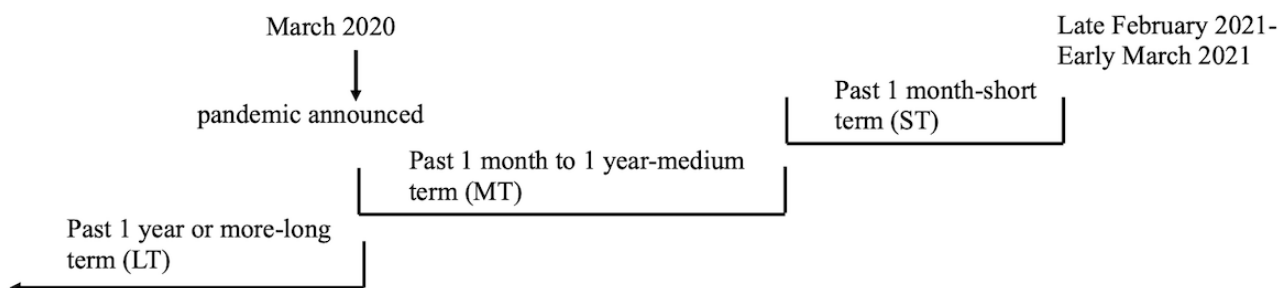 March 2020
pandemic announced
Late February 2021-
Early March 2021
Past 1 month-short
term (ST)
Past 1 month to 1 year-medium
term (MT)
Past 1 year or more-long
term (LT)